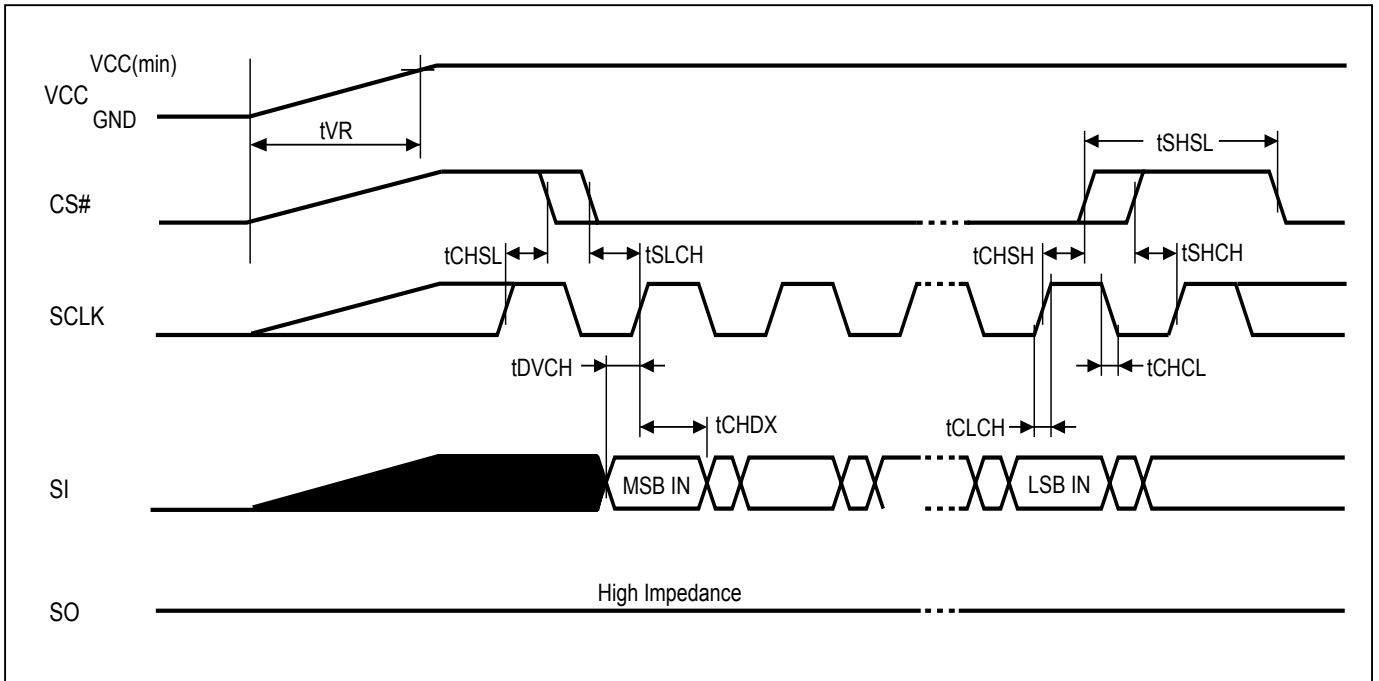 VCC(min)
VCC
GND
tVR
tSHSL
CS#
tCHSL
tSLCH
tCHSH
tSHCH
SCLK
tDVCH
tCHCL
tCHDX
tCLCH
SI
MSB IN
LSB IN
High Impedance
SO